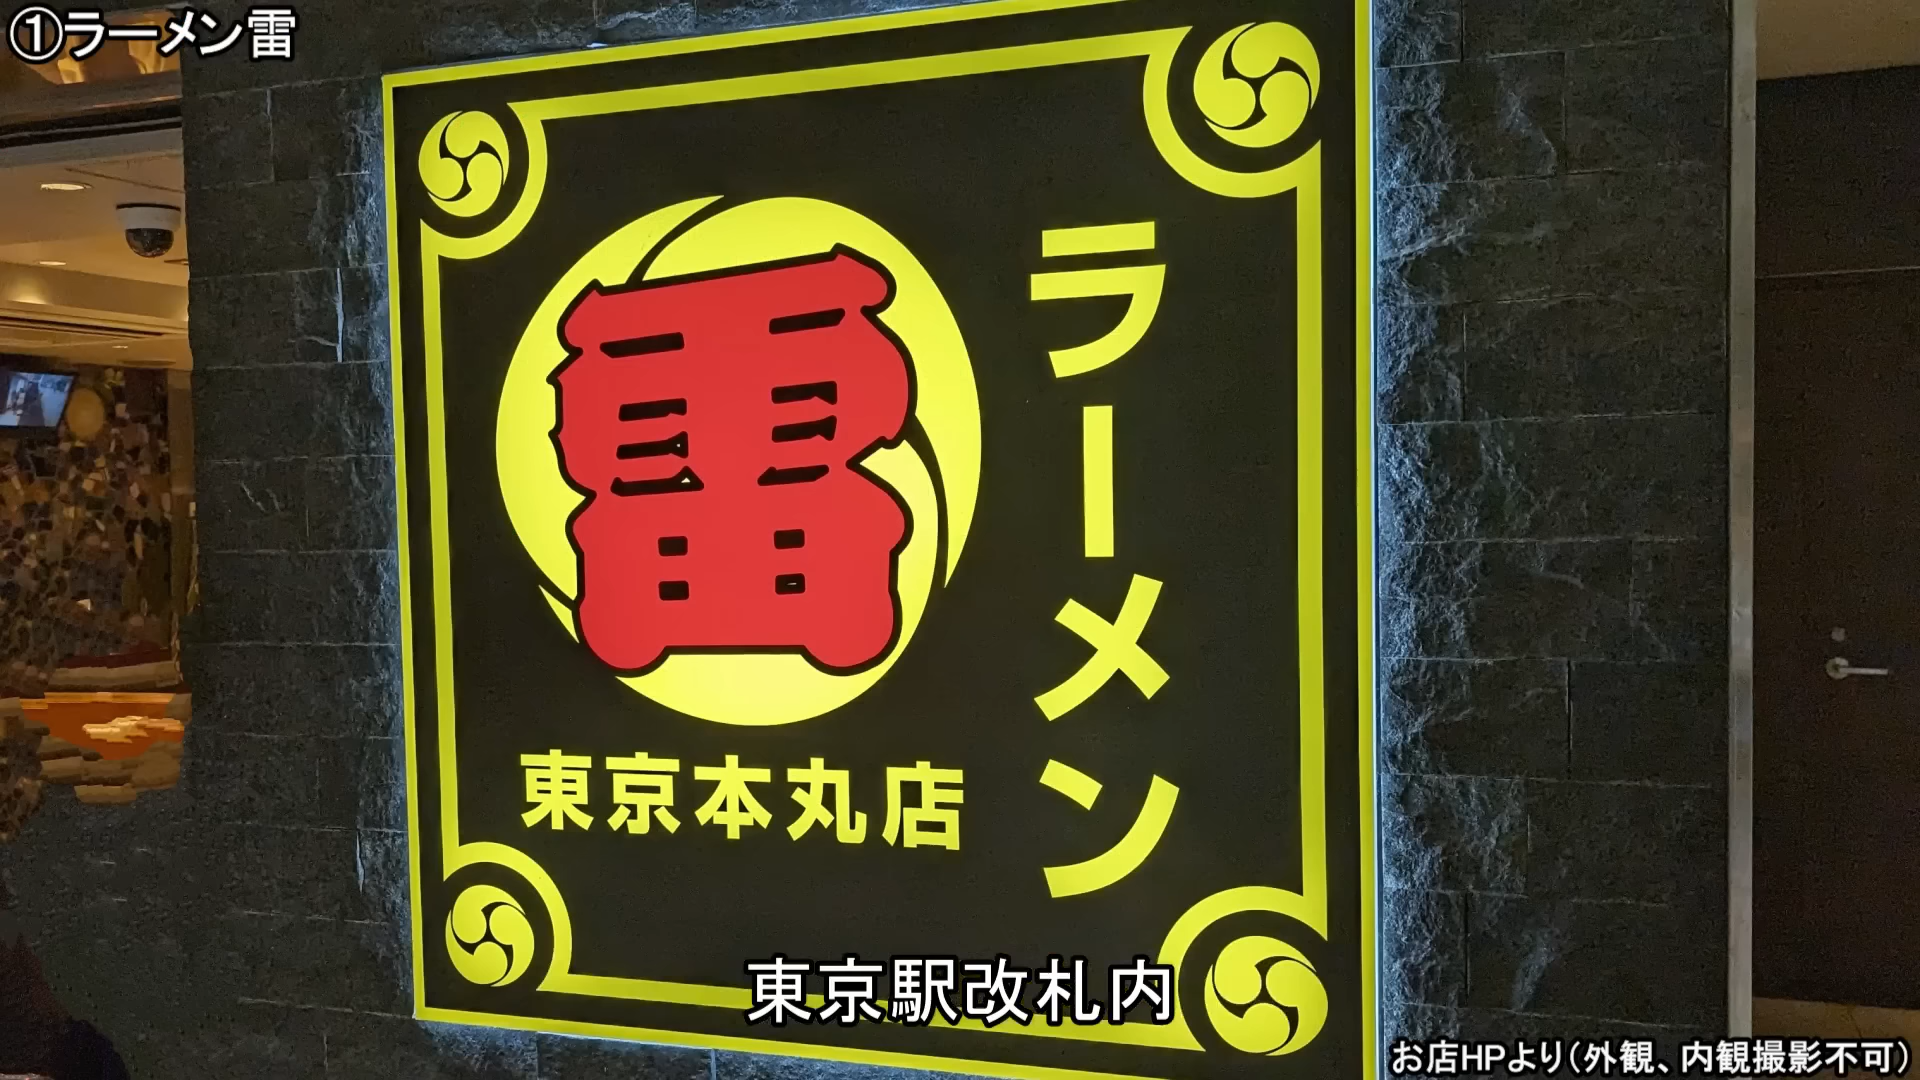 ①ラーメン雷
雷
ラーメン
東京本丸店
東京駅改札内
お店HPより（外観、内観撮影不可）